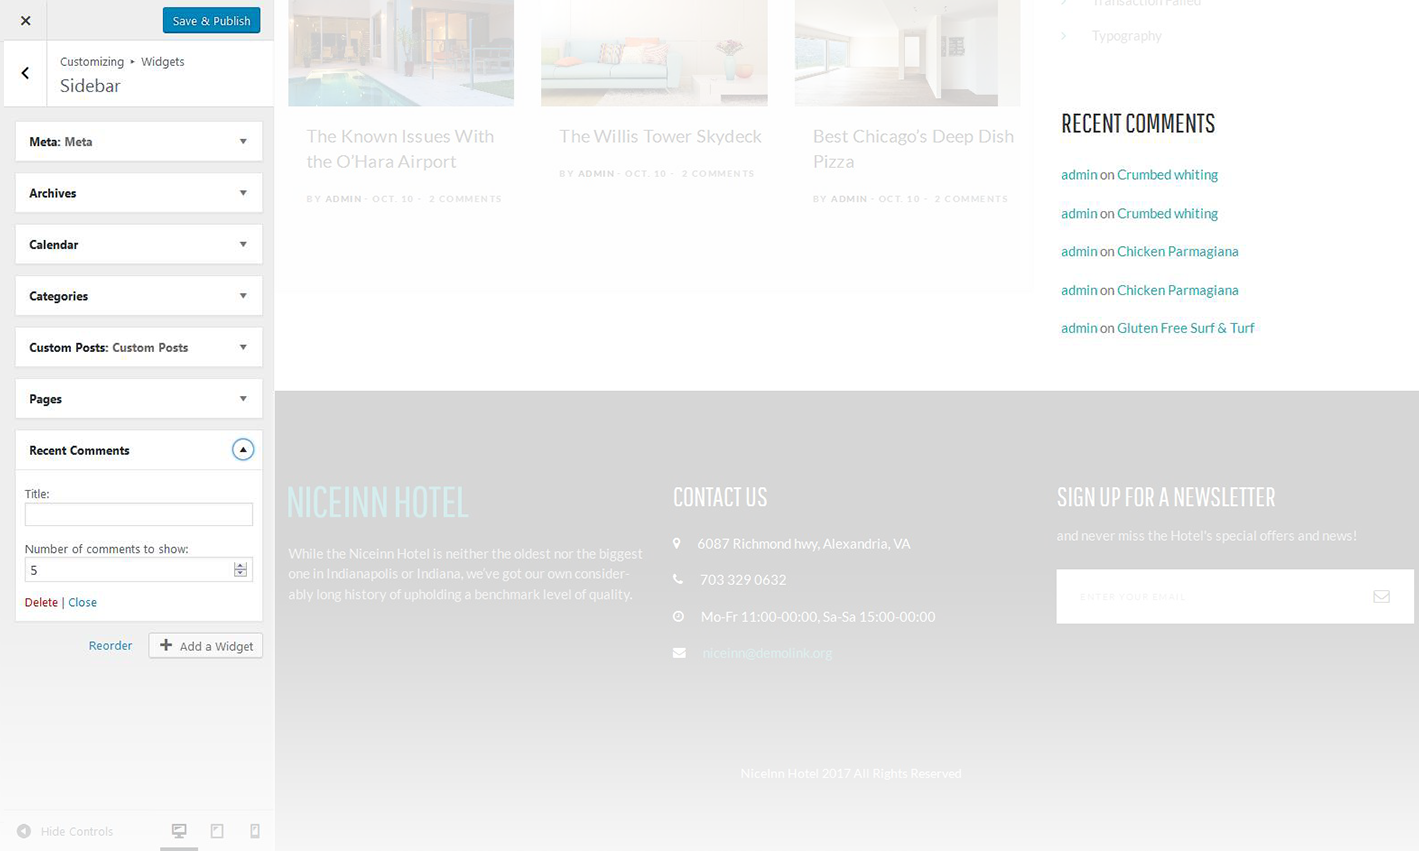 Save & Publish
Customizing ▸ Widgets
Sidebar
Meta: Meta
Archives
Calendar
Categories
Custom Posts: Custom Posts
Pages
Recent Comments
Title:
Number of comments to show:
5
Delete | Close
Reorder
Add a Widget
Hide Controls
The Known Issues With
the O'Hara Airport
BY ADMIN · OCT. 10 - 2 COMMENTS
The Willis Tower Skydeck
BY ADMIN · OCT. 10 - 2 COMMENTS
Best Chicago's Deep Dish
Pizza
BY ADMIN · OCT. 10 - 2 COMMENTS
Transaction Failed
Typography
RECENT COMMENTS
admin on Crumbed whiting
admin on Crumbed whiting
admin on Chicken Parmagiana
admin on Chicken Parmagiana
admin on Gluten Free Surf & Turf
NICEINN HOTEL
While the Niceinn Hotel is neither the oldest nor the biggest
one in Indianapolis or Indiana, we've got our own consider-
ably long history of upholding a benchmark level of quality.
CONTACT US
6087 Richmond hwy, Alexandria, VA
703 329 0632
Mo-Fr 11:00-00:00, Sa-Sa 15:00-00:00
niceinn@demolink.org
SIGN UP FOR A NEWSLETTER
and never miss the Hotel's special offers and news!
ENTER YOUR EMAIL
NiceInn Hotel 2017 All Rights Reserved